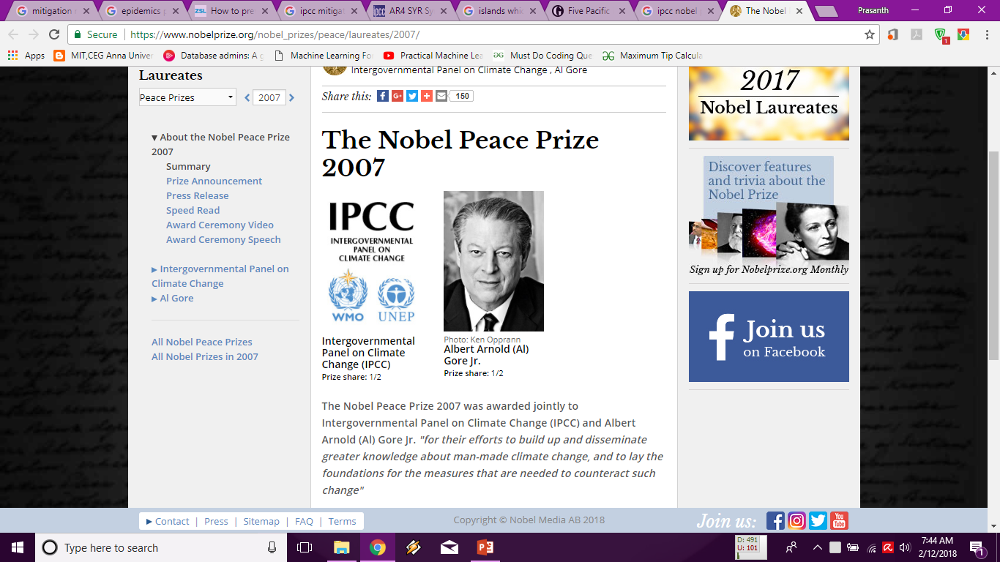 mitigation
epidemics
How to pre
ipcc mitiga
AR4 SYR Sy
islands whi
Five Pacific
ipcc nobel
The Nobel
Prasanth
Secure
https://www.nobelprize.org/nobel_prizes/peace/laureates/2007/
Apps
MIT,CEG Anna Univer
Database admins: A
Machine Learning Fo
Practical Machine Lea
Must Do Coding Que
Maximum Tip Calcula
Laureates
Peace Prizes
2007
▼ About the Nobel Peace Prize
2007
Summary
Prize Announcement
Press Release
Speed Read
Award Ceremony Video
Award Ceremony Speech
▶ Intergovernmental Panel on
Climate Change
▶ Al Gore
All Nobel Peace Prizes
All Nobel Prizes in 2007
Intergovernmental Panel on Climate Change , Al Gore
Share this:
150
The Nobel Peace Prize
2007
IPCC
INTERGOVERNMENTAL
PANEL ON
CLIMATE CHANGE
WMO
UNEP
Intergovernmental
Panel on Climate
Change (IPCC)
Prize share: 1/2
Photo: Ken Opprann
Albert Arnold (Al)
Gore Jr.
Prize share: 1/2
The Nobel Peace Prize 2007 was awarded jointly to
Intergovernmental Panel on Climate Change (IPCC) and Albert
Arnold (Al) Gore Jr. "for their efforts to build up and disseminate
greater knowledge about man-made climate change, and to lay the
foundations for the measures that are needed to counteract such
change"
2017
Nobel Laureates
Discover features
and trivia about the
Nobel Prize
Sign up for Nobelprize.org Monthly
Join us
on Facebook
▶ Contact | Press | Sitemap | FAQ | Terms
Copyright © Nobel Media AB 2018
Join us:
You
Tube
Type here to search
D: 491
U: 101
7:44 AM
2/12/2018
1